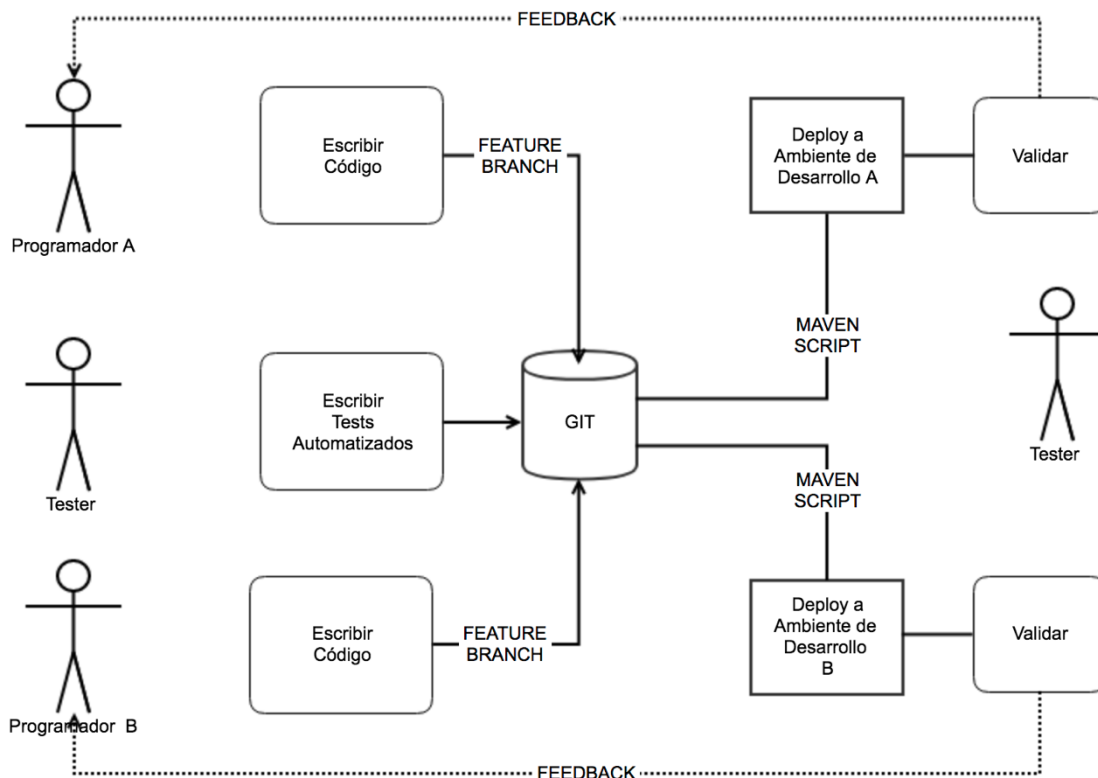 FEEDBACK
Escribir
Código
FEATURE
BRANCH
Deploy a
Ambiente de
Desarrollo A
Validar
Programador A
MAVEN
SCRIPT
Escribir
Tests
Automatizados
GIT
Tester
Tester
MAVEN
SCRIPT
Escribir
Código
FEATURE
BRANCH
Deploy a
Ambiente de
Desarrollo
B
Validar
Programador B
FEEDBACK